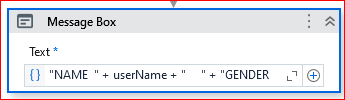 Message Box
Text *
{ } "NAME " + userName + " " + "GENDER